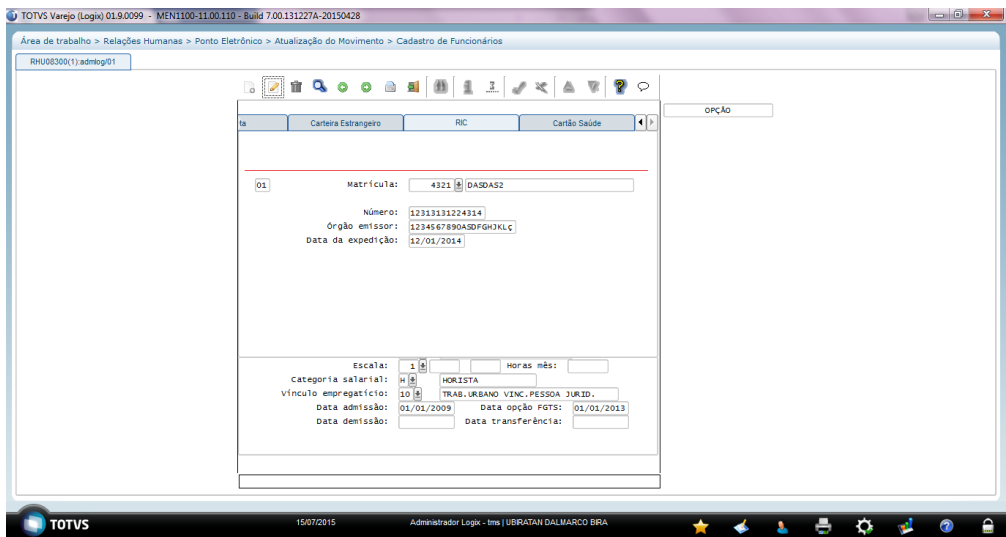 TOTVS Varejo (Logix) 01.9.0099 - MEN1100-11.00.110 - Build 7.00.131227A-20150428
Área de trabalho > Relações Humanas > Ponto Eletrônico > Atualização do Movimento > Cadastro de Funcionários
RHU08300(1):admlog/01
OPÇÃO
ta Carteira Estrangeiro RIC Cartão Saúde
01 Matrícula: 4321 DASDAS2
Número: 12313131224314
Órgão emissor: 1234567890ASDFGHJKLÇ
Data da expedição: 12/01/2014
Escala: 1 Horas mês:
Categoria salarial: H HORISTA
Vínculo empregatício: 10 TRAB.URBANO VINC.PESSOA JURID.
Data admissão: 01/01/2009 Data opção FGTS: 01/01/2013
Data demissão: Data transferência:
TOTVS 15/07/2015 Administrador Logix - tms | UBIRATAN DALMARCO BIRA